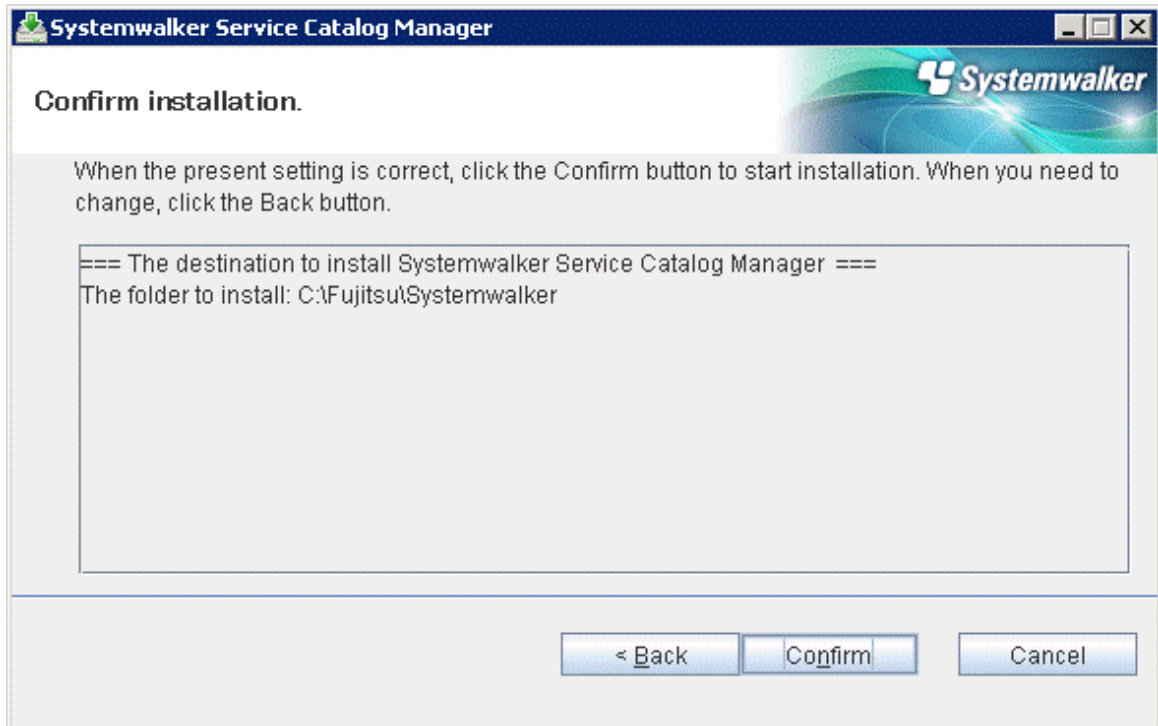 Systemwalker Service Catalog Manager
Systemwalker
Confirm installation.
When the present setting is correct, click the Confirm button to start installation. When you need to
change, click the Back button.
=== The destination to install Systemwalker Service Catalog Manager ===
The folder to install: C:\Fujitsu\Systemwalker
< Back
Confirm
Cancel